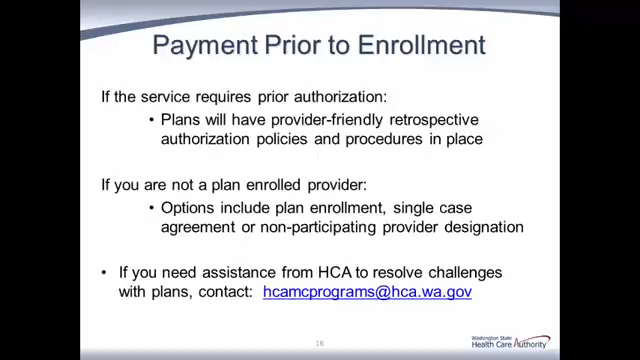 Payment Prior to Enrollment
If the service requires prior authorization:
• Plans will have provider-friendly retrospective
authorization policies and procedures in place
If you are not a plan enrolled provider:
• Options include plan enrollment, single case
agreement or non-participating provider designation
• If you need assistance from HCA to resolve challenges
with plans, contact: hcamcprograms@hca.wa.gov
18
Washington State
Health Care Authority